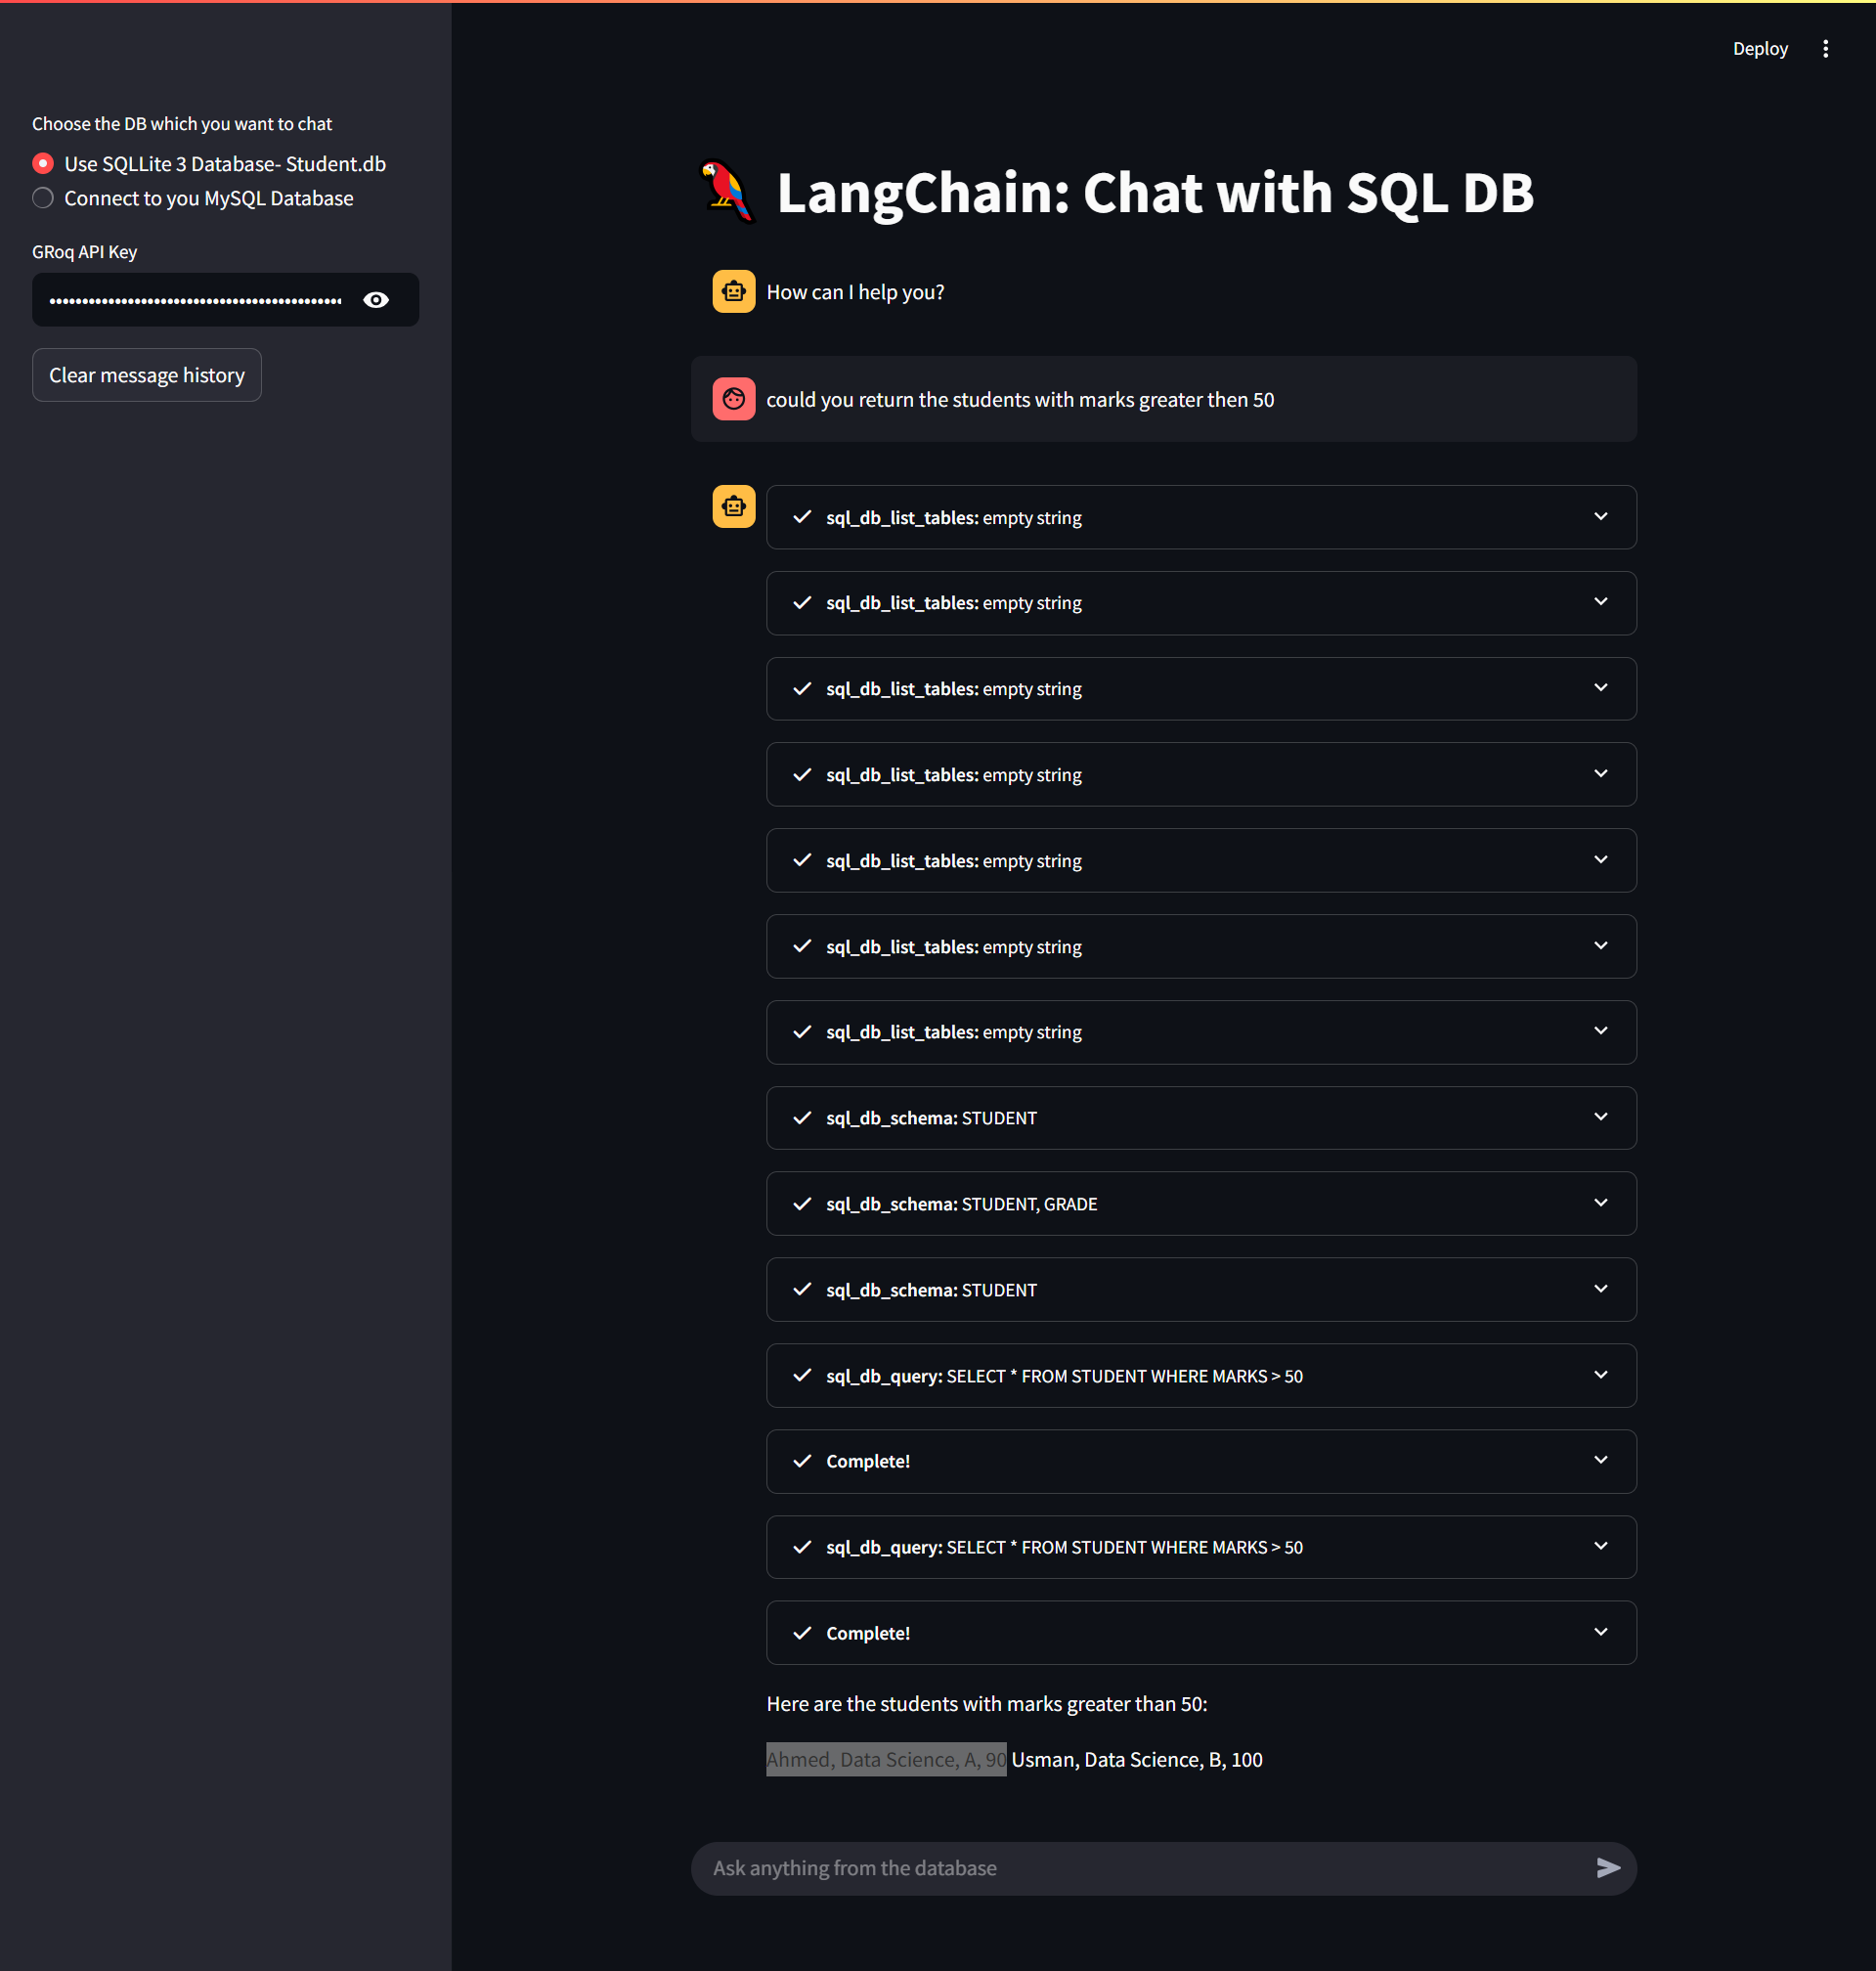 Deploy
Choose the DB which you want to chat
Use SQLLite 3 Database- Student.db
Connect to you MySQL Database
GRoq API Key
Clear message history
LangChain: Chat with SQL DB
How can I help you?
could you return the students with marks greater then 50
sql_db_list_tables: empty string
sql_db_list_tables: empty string
sql_db_list_tables: empty string
sql_db_list_tables: empty string
sql_db_list_tables: empty string
sql_db_list_tables: empty string
sql_db_list_tables: empty string
sql_db_schema: STUDENT
sql_db_schema: STUDENT, GRADE
sql_db_schema: STUDENT
sql_db_query: SELECT * FROM STUDENT WHERE MARKS > 50
Complete!
sql_db_query: SELECT * FROM STUDENT WHERE MARKS > 50
Complete!
Here are the students with marks greater than 50:
Ahmed, Data Science, A, 90 Usman, Data Science, B, 100
Ask anything from the database